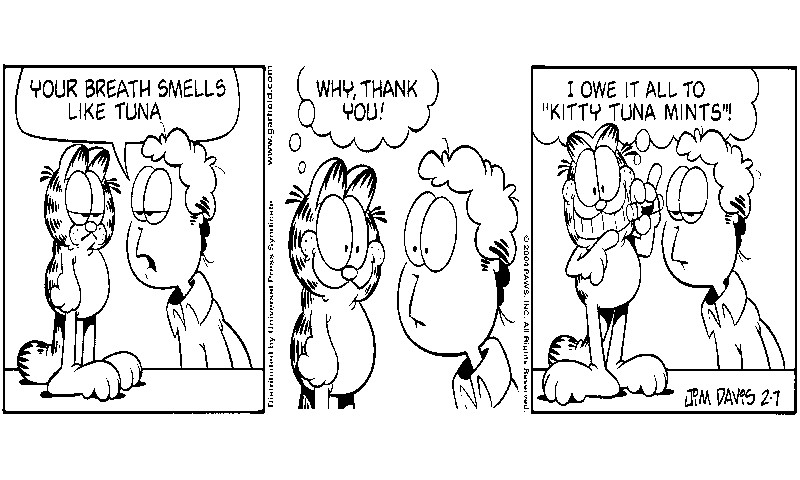 YOUR BREATH SMELLS
LIKE TUNA
www.garfield.com
Distributed by Universal Press Syndicate
WHY, THANK
YOU!
© 2004 PAWS, INC. All Rights Reserved.
I OWE IT ALL TO
"KITTY TUNA MINTS"!
JIM DAVIS 2-7